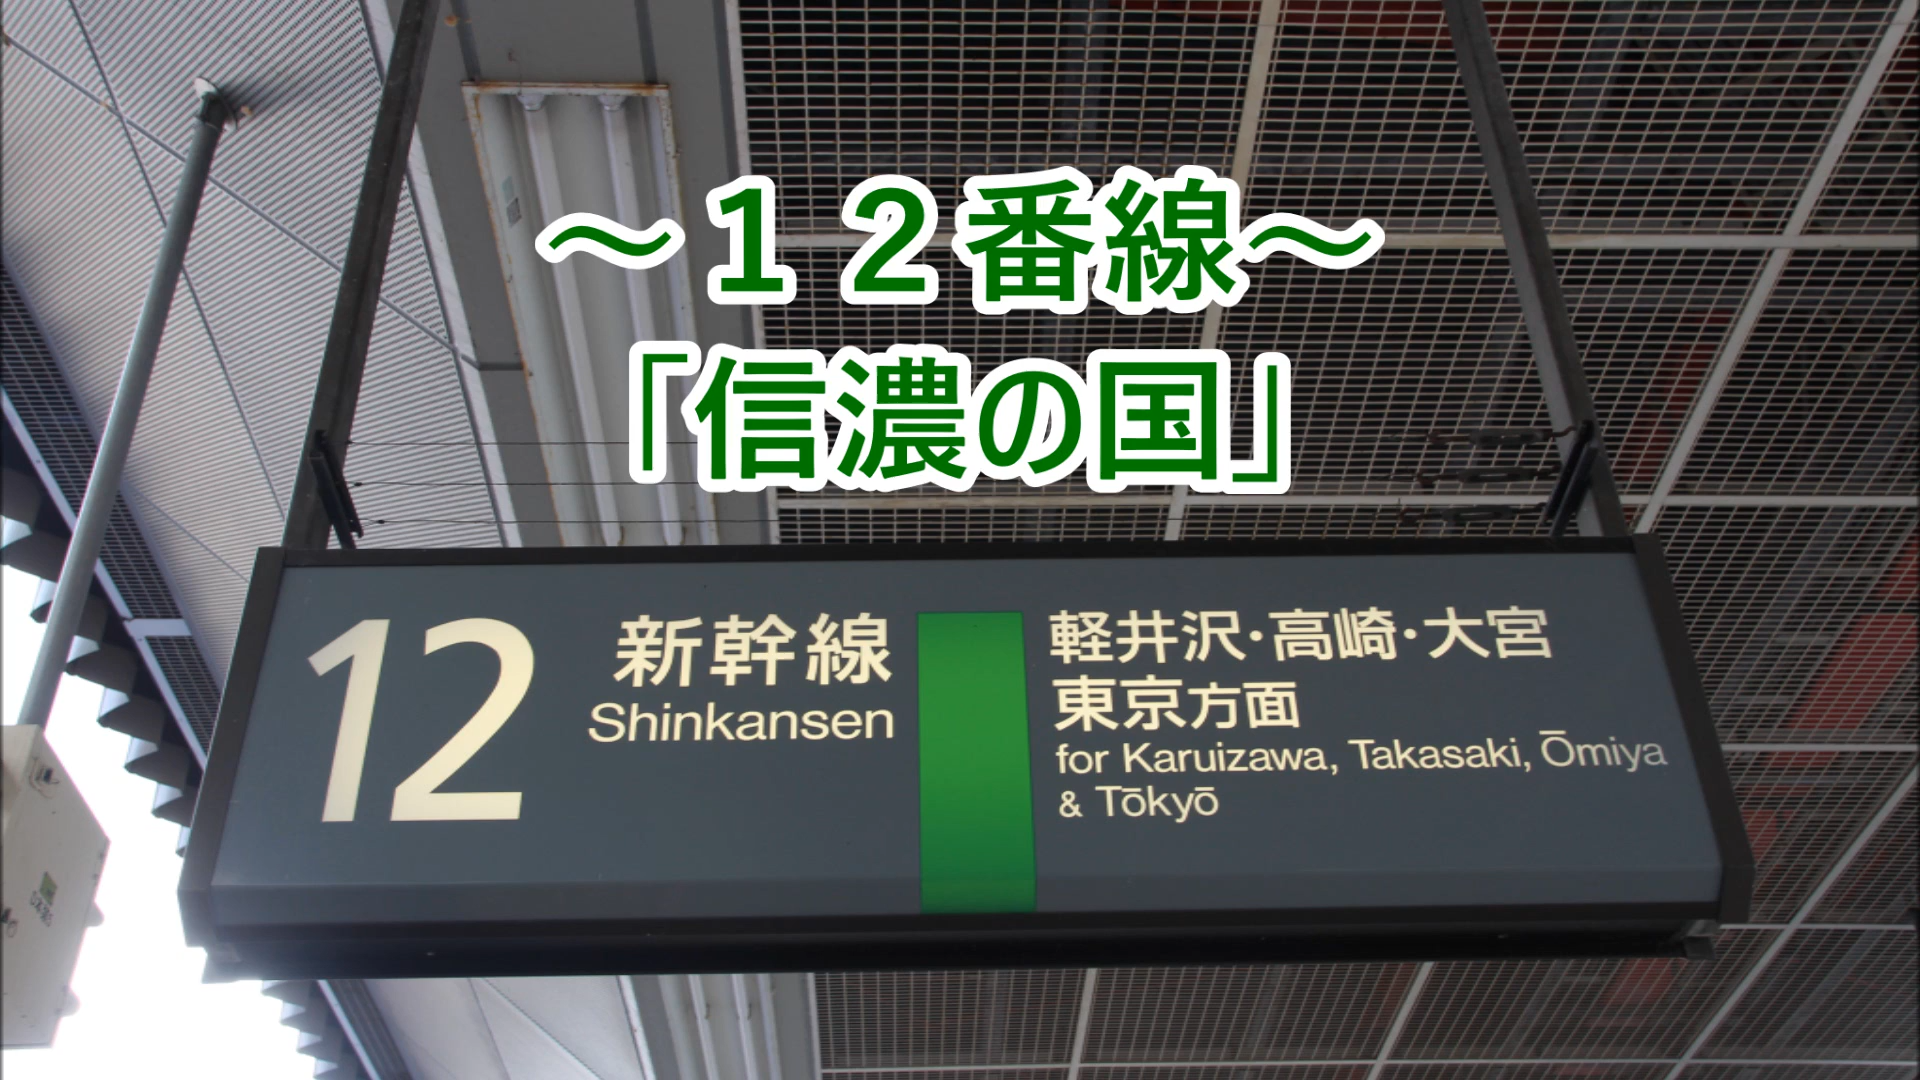 ～１２番線～
「信濃の国」
12
新幹線
Shinkansen
軽井沢・高崎・大宮
東京方面
for Karuizawa, Takasaki, Ōmiya
& Tōkyō